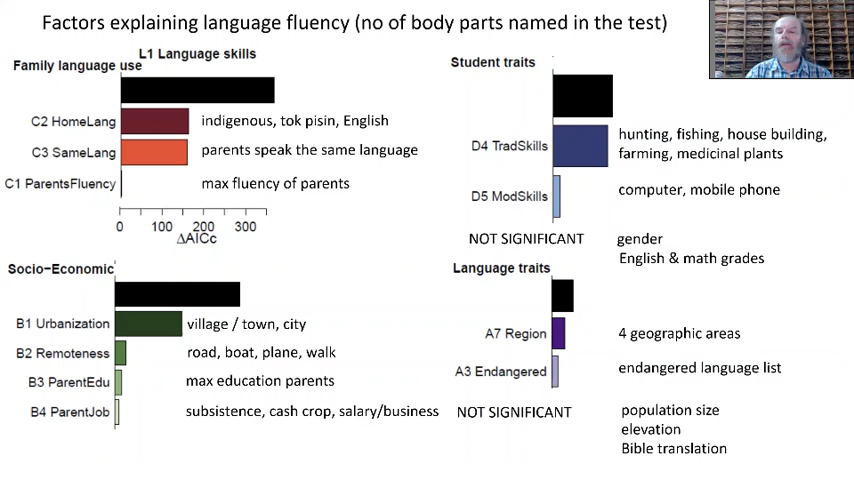 Factors explaining language fluency (no of body parts named in the test)
L1 Language skills
Family language use
C2 HomeLang indigenous, tok pisin, English
C3 SameLang parents speak the same language
C1 ParentsFluency max fluency of parents
0 100 200 300
ΔAICc
Socio−Economic
B1 Urbanization village / town, city
B2 Remoteness road, boat, plane, walk
B3 ParentEdu max education parents
B4 ParentJob subsistence, cash crop, salary/business
Student traits
D4 TradSkills hunting, fishing, house building,
farming, medicinal plants
D5 ModSkills computer, mobile phone
NOT SIGNIFICANT gender
English & math grades
Language traits
A7 Region 4 geographic areas
A3 Endangered endangered language list
NOT SIGNIFICANT population size
elevation
Bible translation